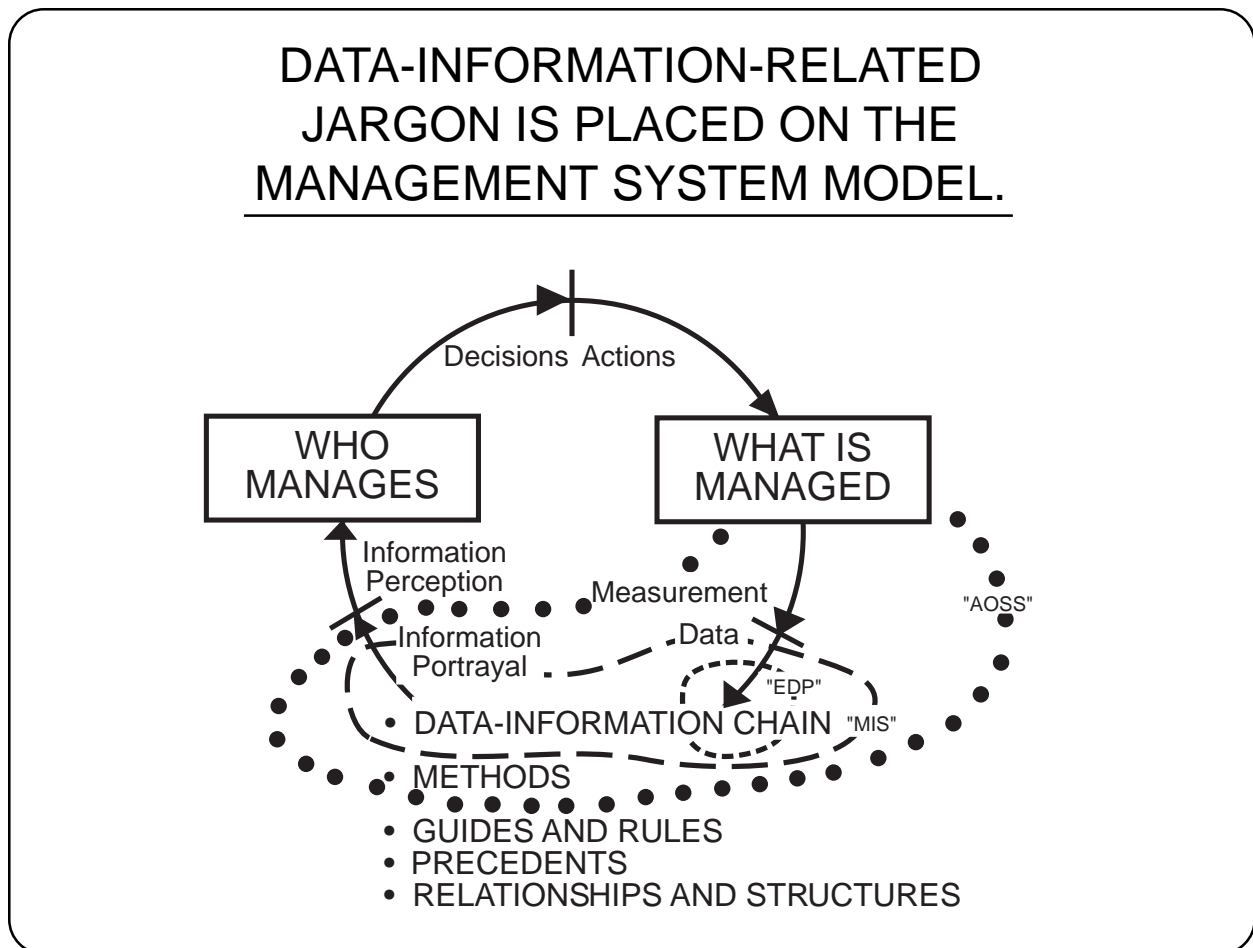 DATA-INFORMATION-RELATED
JARGON IS PLACED ON THE
MANAGEMENT SYSTEM MODEL.
Decisions Actions
WHO
MANAGES
WHAT IS
MANAGED
Information
Perception
Measurement
"AOSS"
Information
Portrayal
Data
"EDP"
• DATA-INFORMATION CHAIN "MIS"
• METHODS
• GUIDES AND RULES
• PRECEDENTS
• RELATIONSHIPS AND STRUCTURES